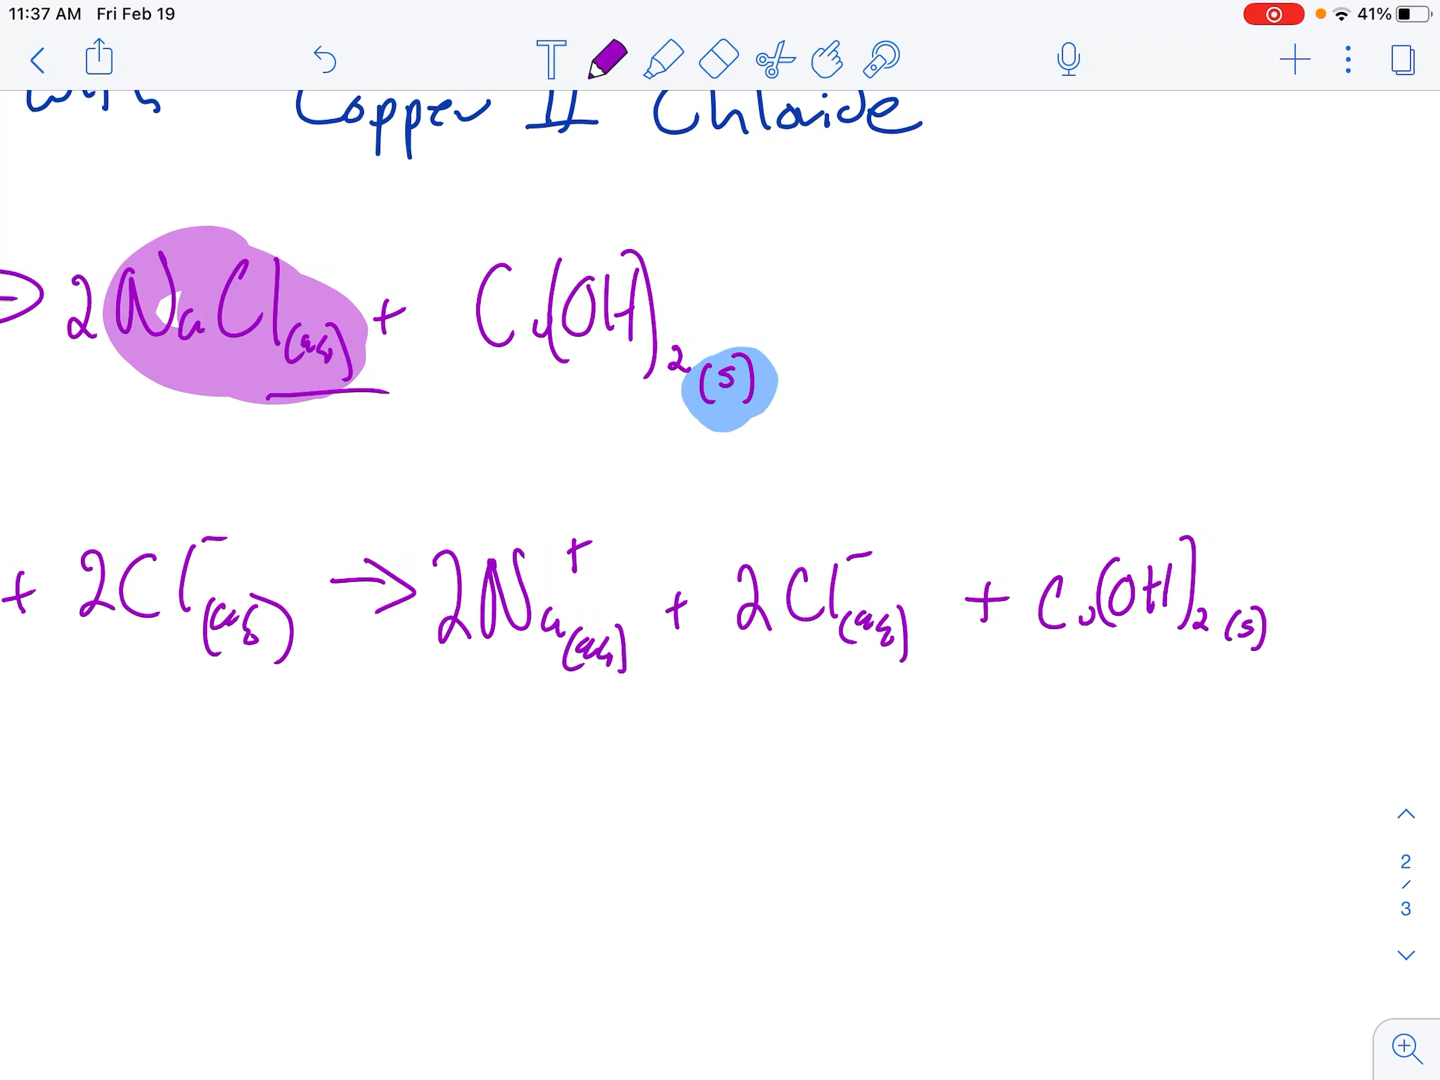 11:37 AM Fri Feb 19 41%
T
with Copper II Chloride
2NaCl(aq) + Cu(OH)2(s)
+ 2Cl⁻(aq) → 2Na⁺(aq) + 2Cl⁻(aq) + Cu(OH)2(s)
2
/
3